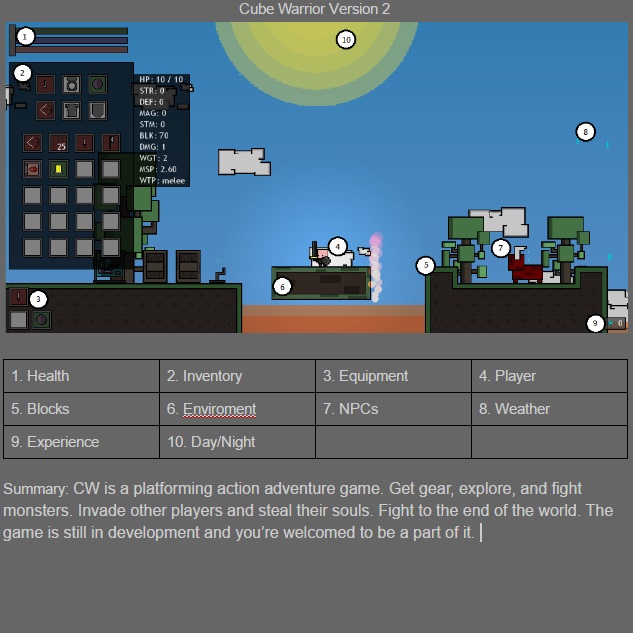 Cube Warrior Version 2
1
10
2
HP: 10 / 10
STR: 0
DEF: 0
MAG: 0
STM: 0
BLK: 70
DMG: 1
WGT: 2
MSP: 2.60
WTP: melee
25
8
4
7
5
6
3
9
0
1. Health 2. Inventory 3. Equipment 4. Player
5. Blocks 6. Enviroment 7. NPCs 8. Weather
9. Experience 10. Day/Night
Summary: CW is a platforming action adventure game. Get gear, explore, and fight
monsters. Invade other players and steal their souls. Fight to the end of the world. The
game is still in development and you're welcomed to be a part of it.